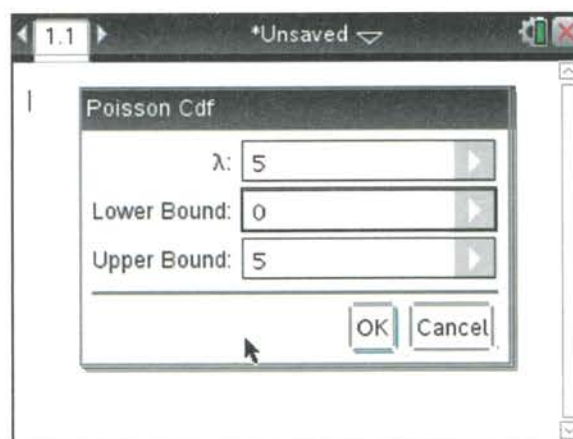 1.1 *Unsaved
Poisson Cdf
λ: 5
Lower Bound: 0
Upper Bound: 5
OK Cancel